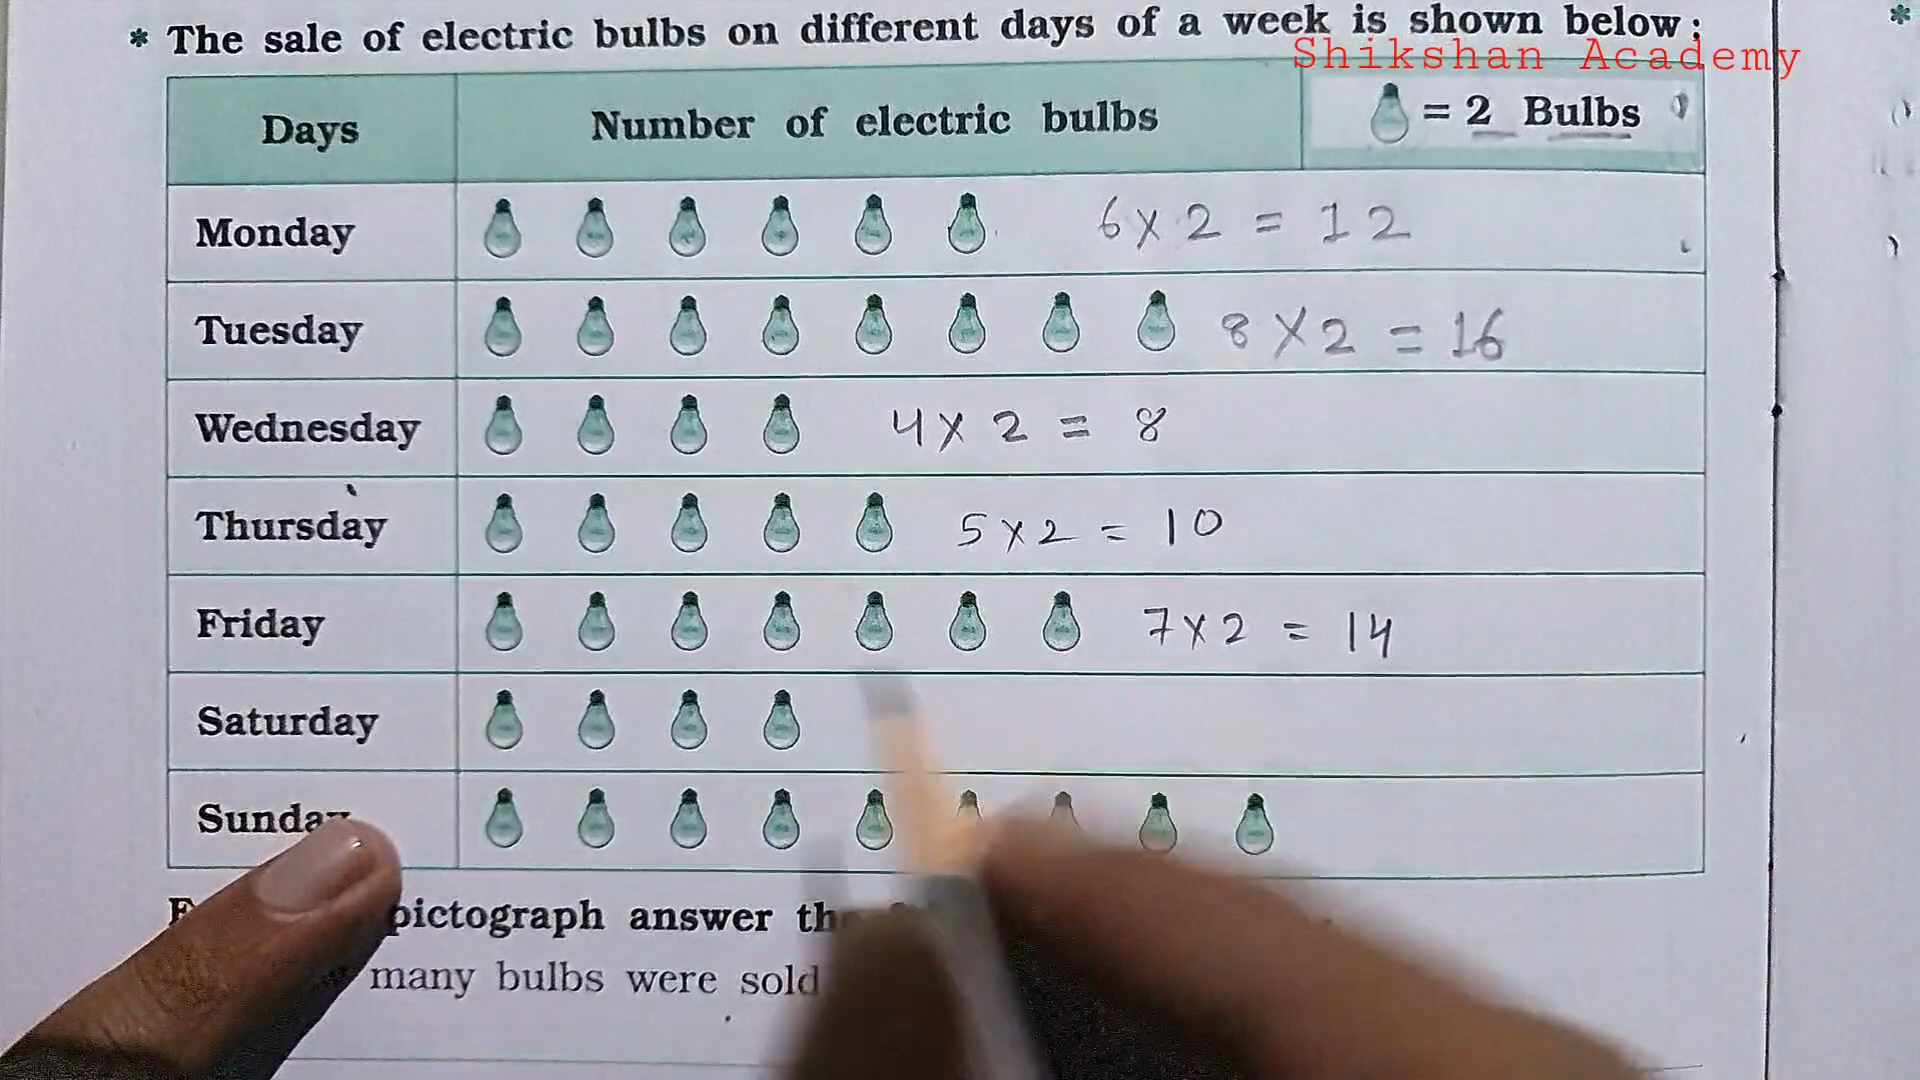 * The sale of electric bulbs on different days of a week is shown below :
Shikshan Academy
Days Number of electric bulbs = 2 Bulbs
Monday 6 x 2 = 12
Tuesday 8 x 2 = 16
Wednesday 4 x 2 = 8
Thursday 5 x 2 = 10
Friday 7 x 2 = 14
Saturday
Sunday
pictograph answer
many bulbs were sold